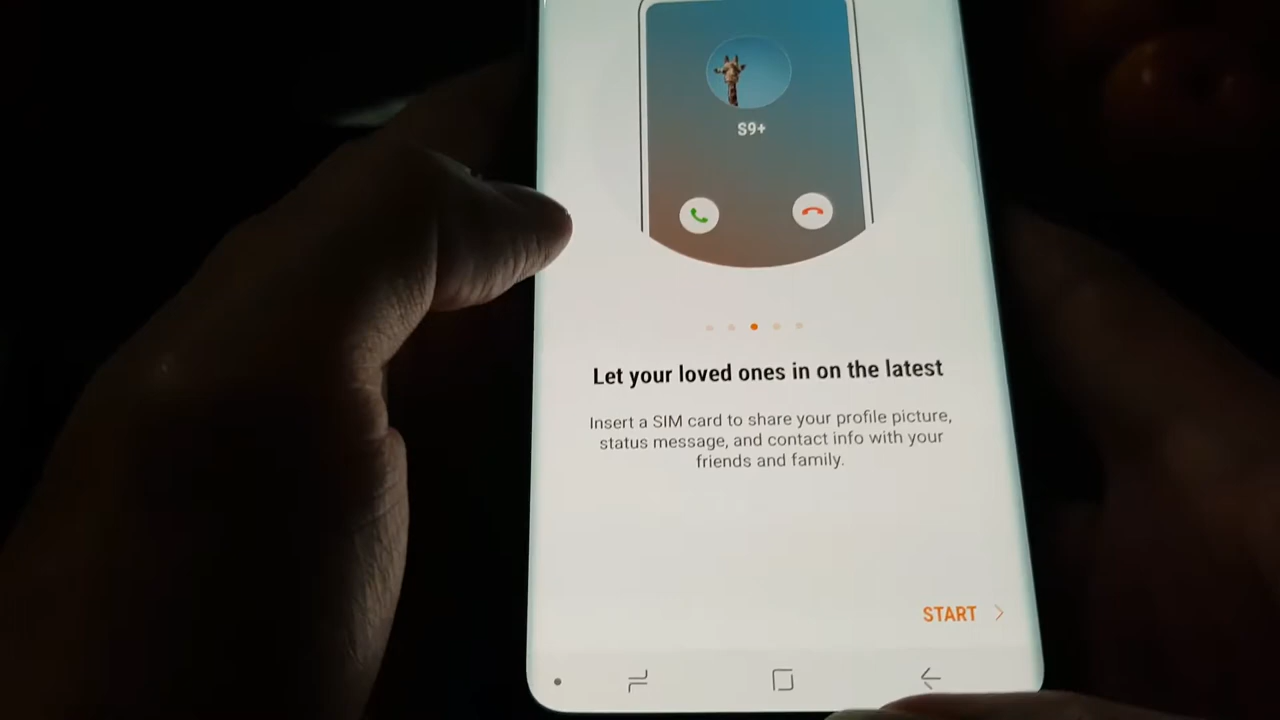 S9+
Let your loved ones in on the latest
Insert a SIM card to share your profile picture,
status message, and contact info with your
friends and family.
START